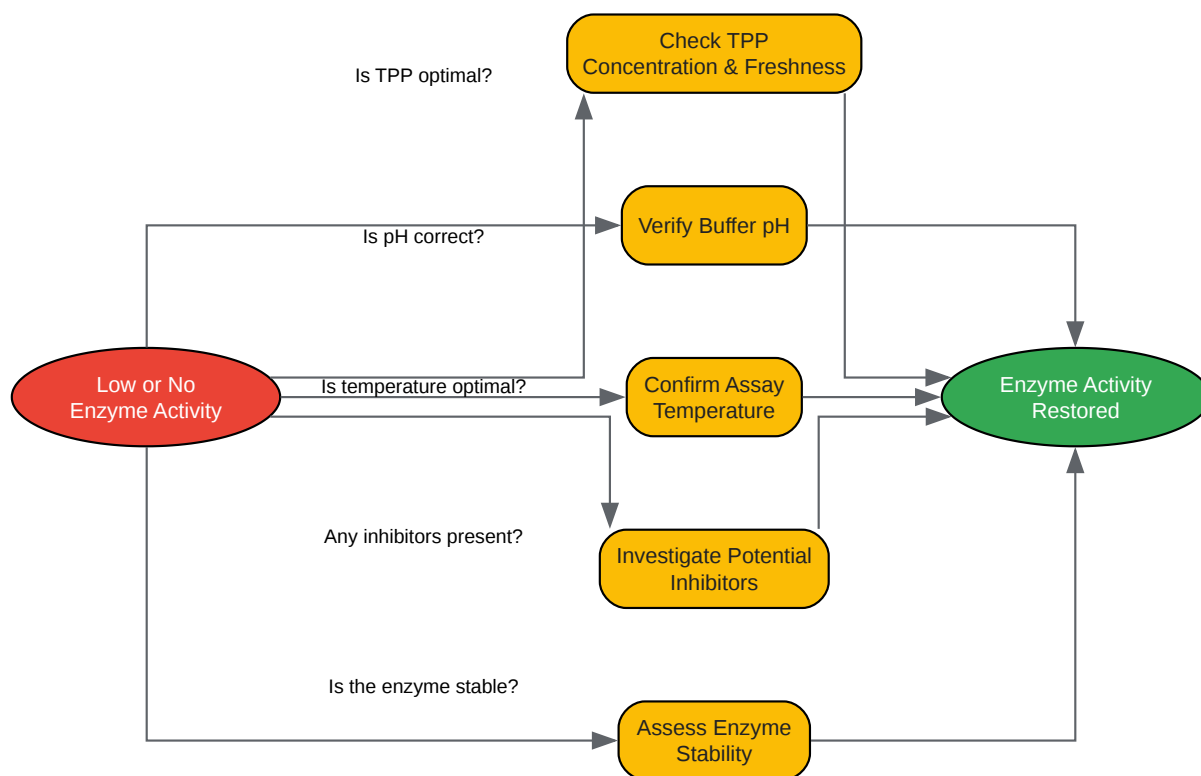 Check TPP
Concentration & Freshness
Is TPP optimal?
Verify Buffer pH
Is pH correct?
Low or No
Enzyme Activity
Is temperature optimal?
Confirm Assay
Temperature
Enzyme Activity
Restored
Any inhibitors present?
Investigate Potential
Inhibitors
Is the enzyme stable?
Assess Enzyme
Stability